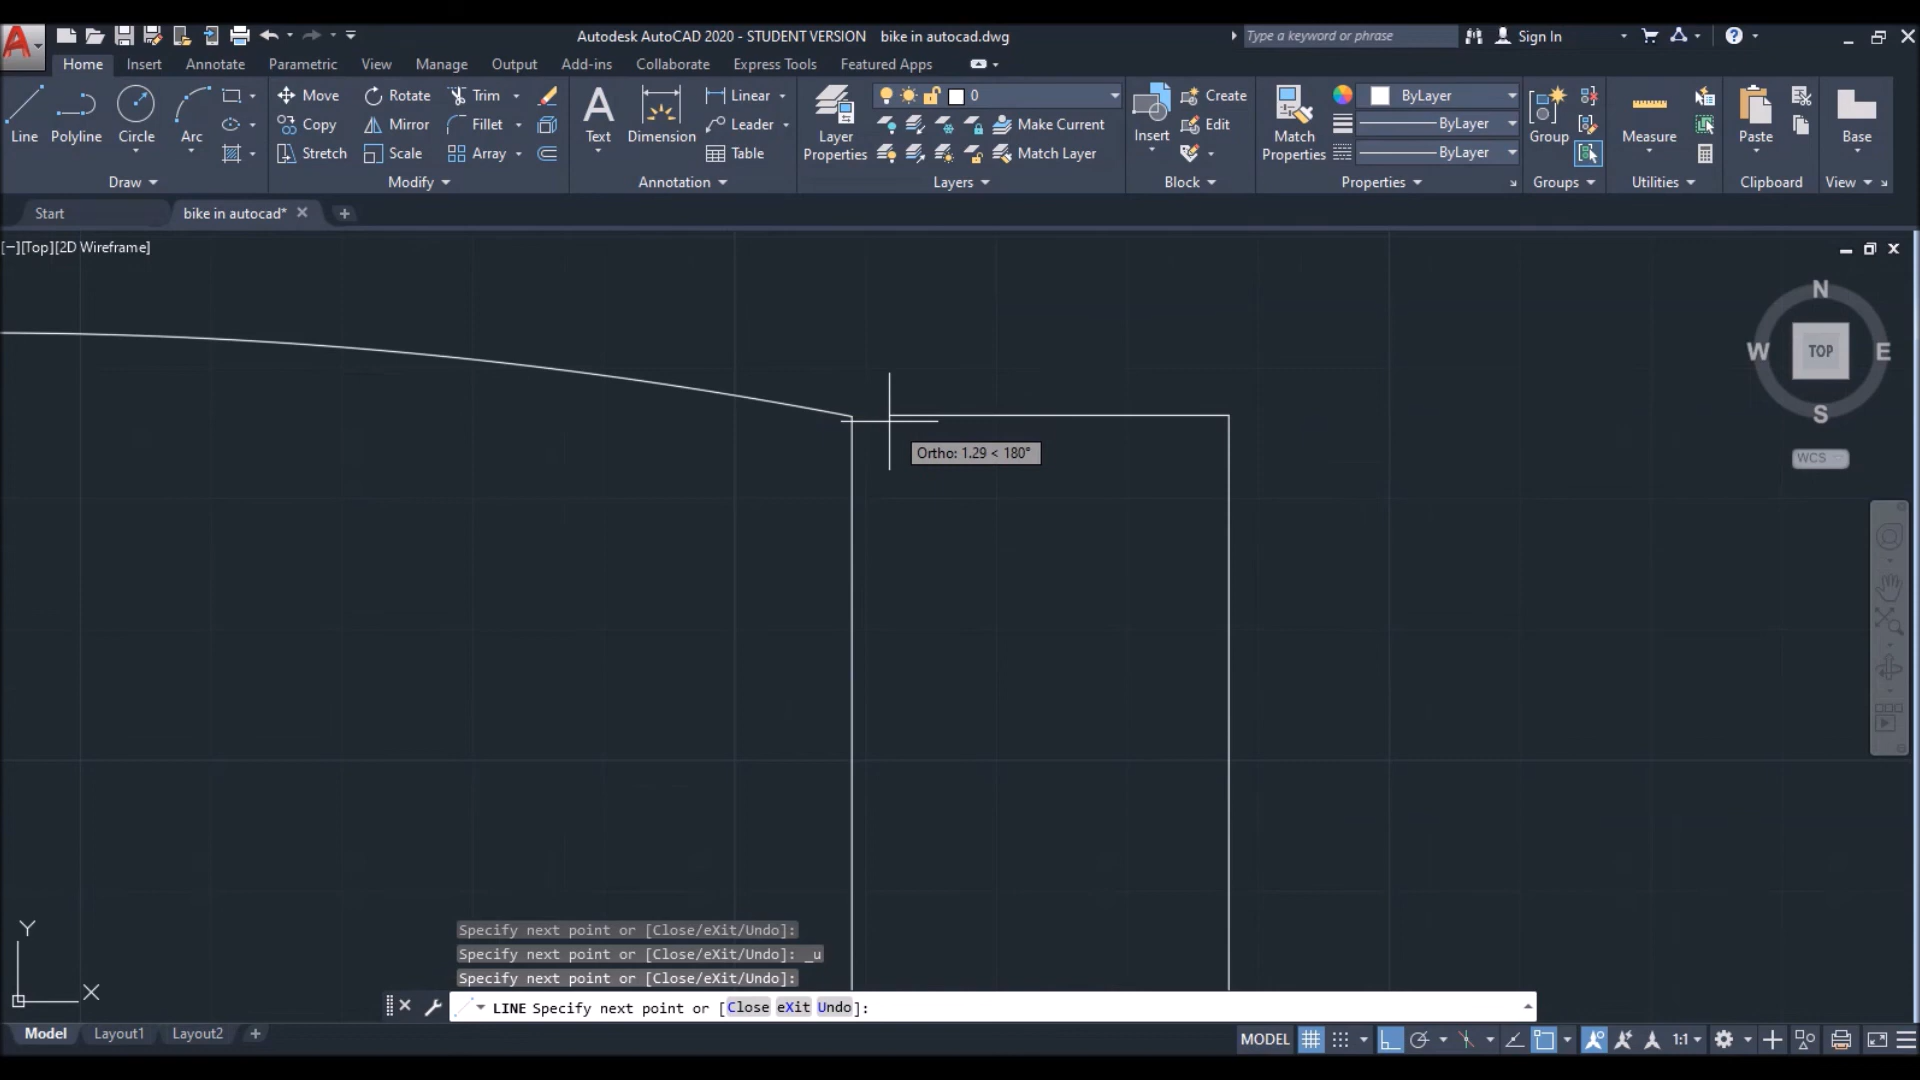 Autodesk AutoCAD 2020 - STUDENT VERSION bike in autocad.dwg
Type a keyword or phrase
Sign In
Home Insert Annotate Parametric View Manage Output Add-ins Collaborate Express Tools Featured Apps
Line Polyline Circle Arc
Move Rotate Trim
Copy Mirror Fillet
Stretch Scale Array
Text Dimension
Linear
Leader
Table
Layer Properties
0
Make Current
Match Layer
Insert
Create
Edit
Match Properties
ByLayer
ByLayer
ByLayer
Group
Measure
Paste
Base
Draw Modify Annotation Layers Block Properties Groups Utilities Clipboard View
Start bike in autocad*
[−][Top][2D Wireframe]
N
W TOP E
S
WCS
Ortho: 1.29 < 180°
Y
X
Specify next point or [Close/eXit/Undo]:
Specify next point or [Close/eXit/Undo]: _u
Specify next point or [Close/eXit/Undo]:
LINE Specify next point or [Close eXit Undo]:
Model Layout1 Layout2
MODEL 1:1